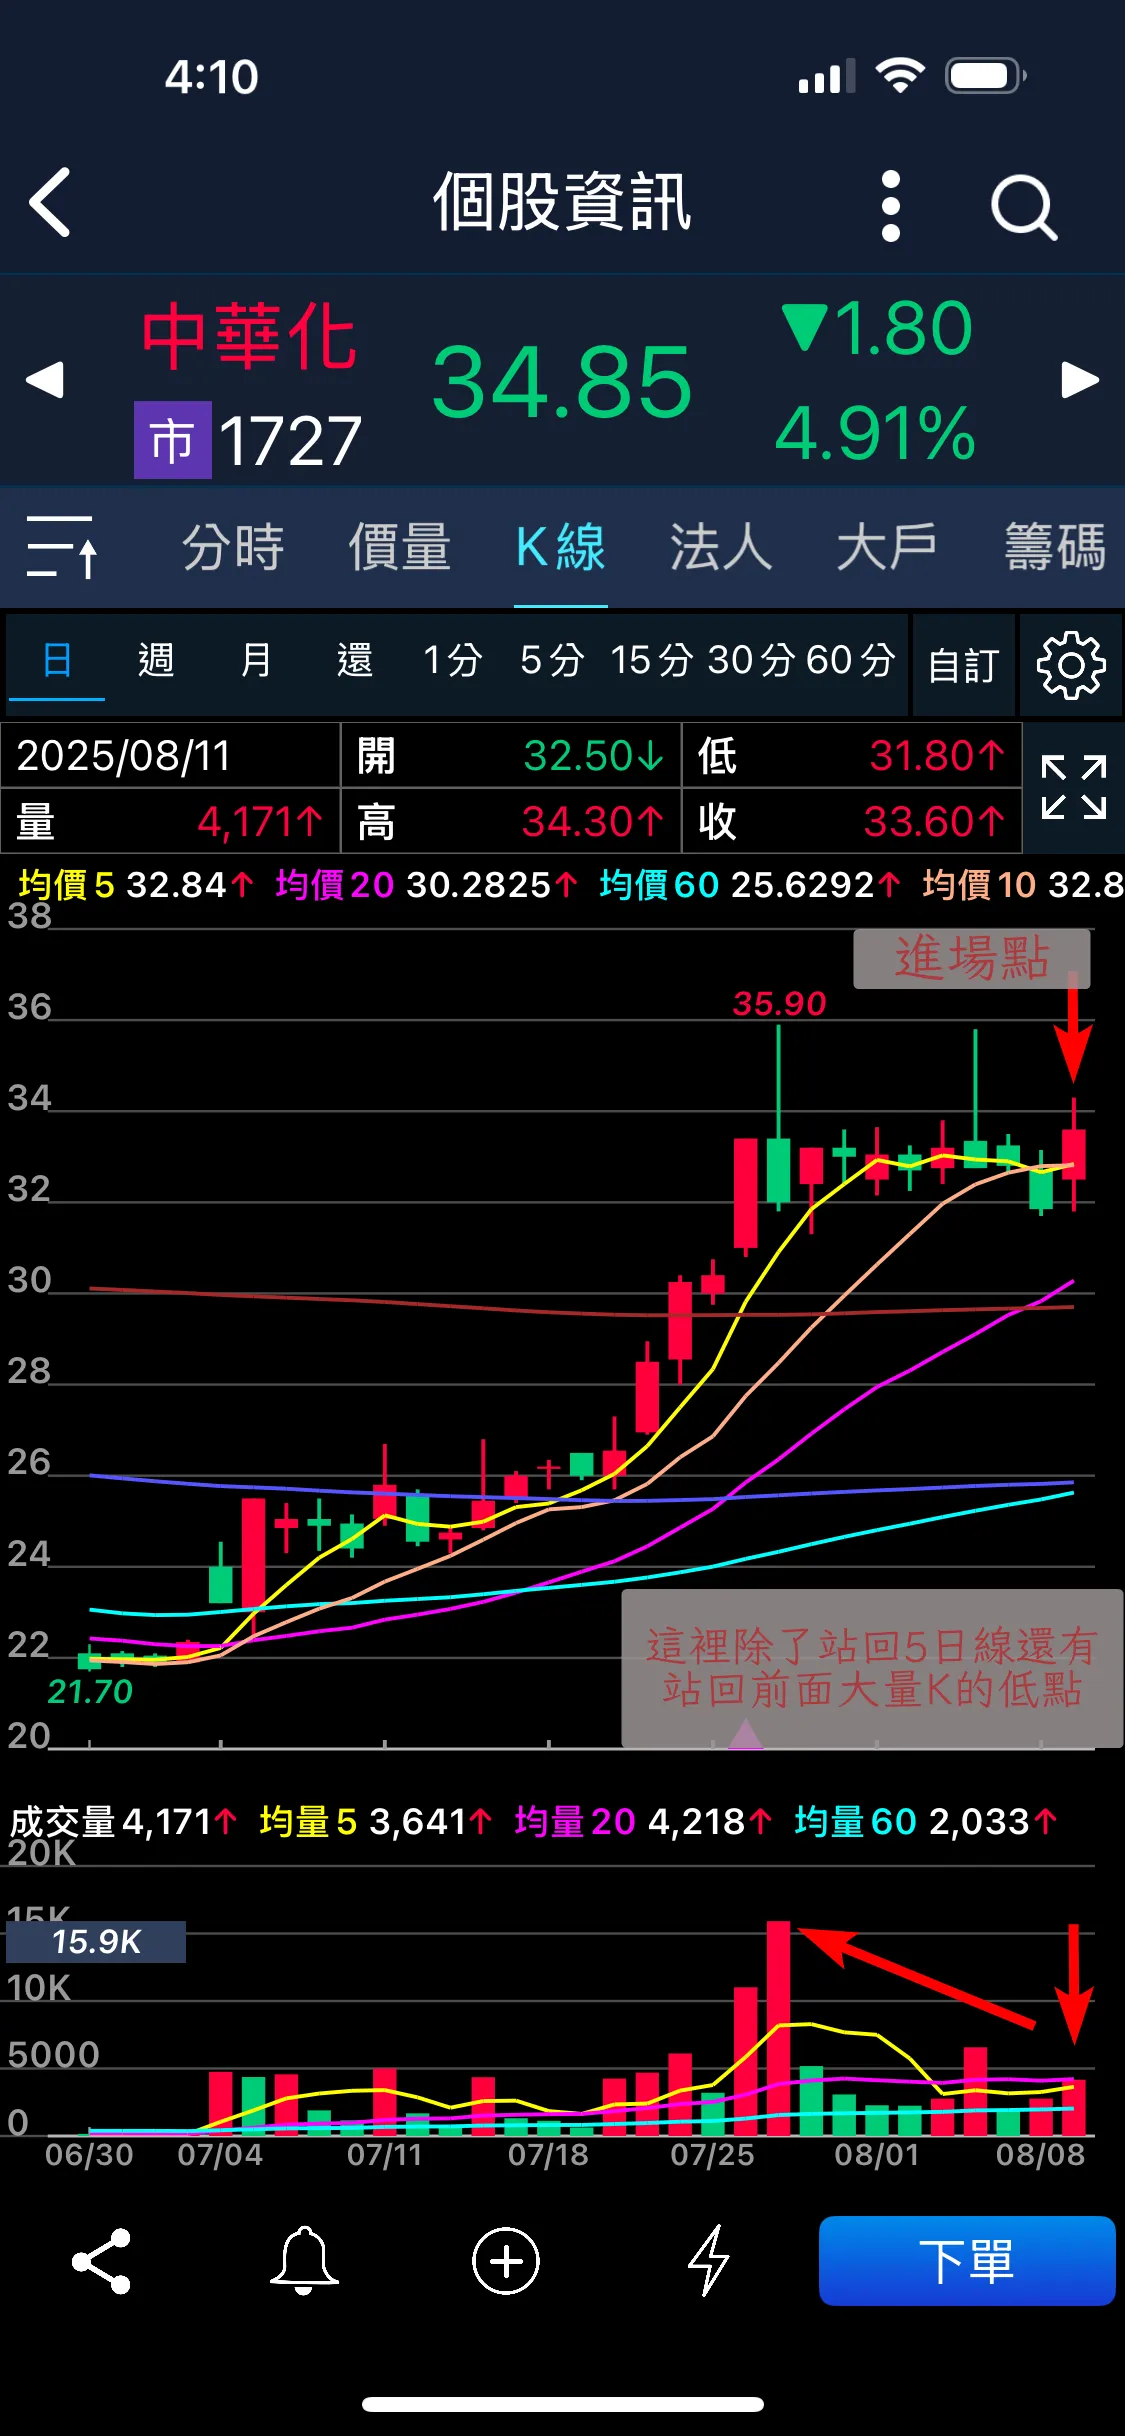 4:10
個股資訊
中華化
市 1727
34.85
▼1.80
4.91%
分時 價量 K線 法人 大戶 籌碼
日 週 月 還 1分 5分 15分 30分 60分 自訂
2025/08/11 開 32.50↓ 低 31.80↑
量 4,171↑ 高 34.30↑ 收 33.60↑
均價5 32.84↑ 均價20 30.2825↑ 均價60 25.6292↑ 均價10 32.8
38
進場點
36
35.90
34
32
30
28
26
24
22
這裡除了站回5日線還有
站回前面大量K的低點
21.70
20
成交量4,171↑ 均量5 3,641↑ 均量20 4,218↑ 均量60 2,033↑
20K
15K
15.9K
10K
5000
0
06/30 07/04 07/11 07/18 07/25 08/01 08/08
下單